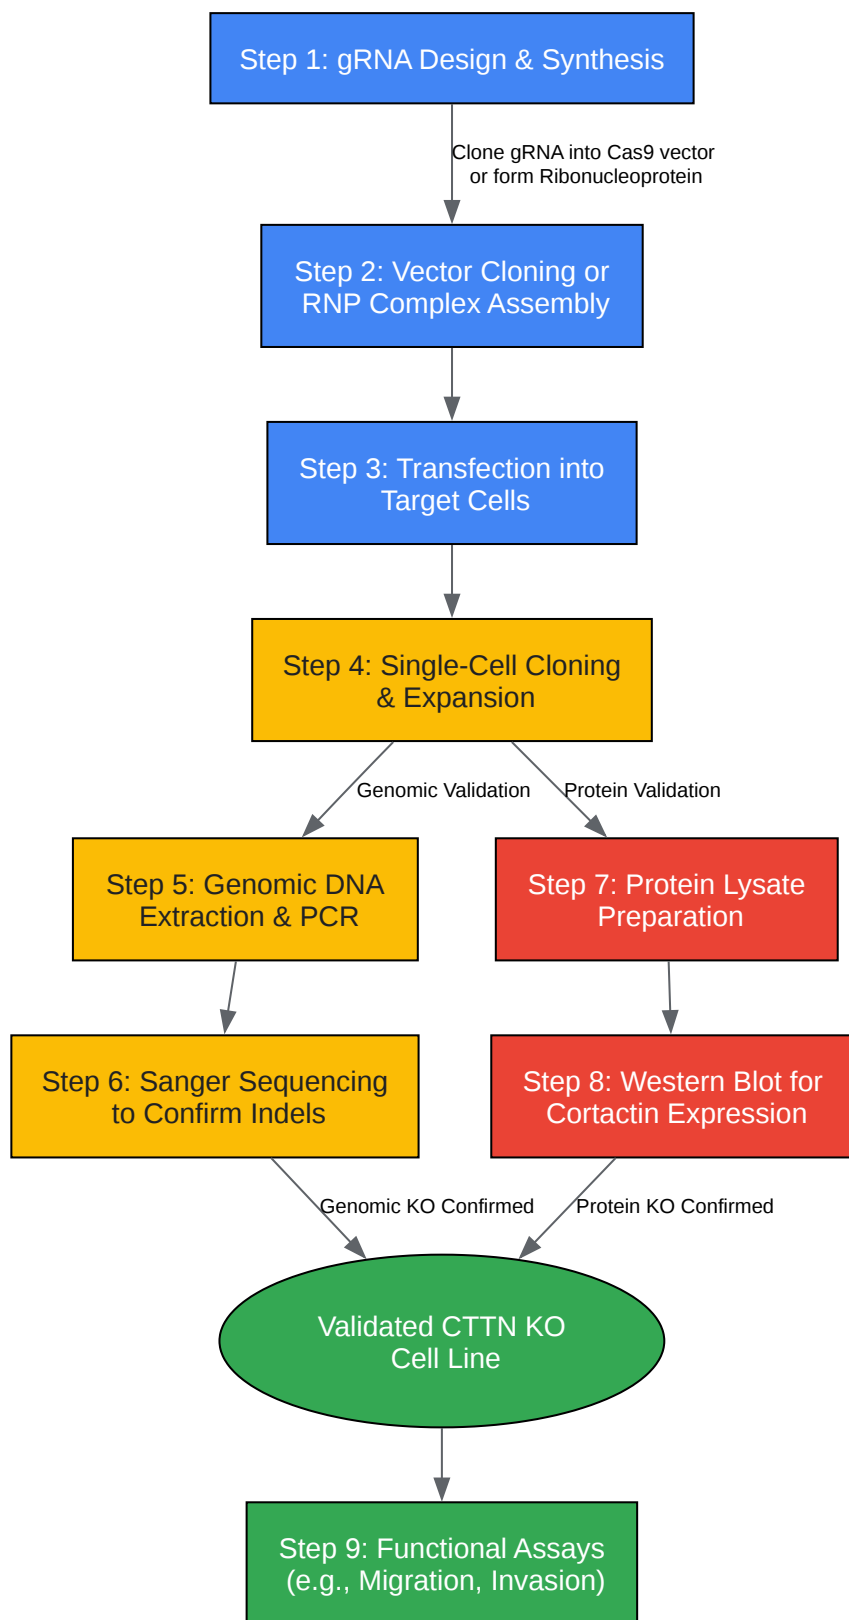 Step 1: gRNA Design & Synthesis
Clone gRNA into Cas9 vector
or form Ribonucleoprotein
Step 2: Vector Cloning or
RNP Complex Assembly
Step 3: Transfection into
Target Cells
Step 4: Single-Cell Cloning
& Expansion
Genomic Validation
Protein Validation
Step 5: Genomic DNA
Extraction & PCR
Step 7: Protein Lysate
Preparation
Step 6: Sanger Sequencing
to Confirm Indels
Step 8: Western Blot for
Cortactin Expression
Genomic KO Confirmed
Protein KO Confirmed
Validated CTTN KO
Cell Line
Step 9: Functional Assays
(e.g., Migration, Invasion)